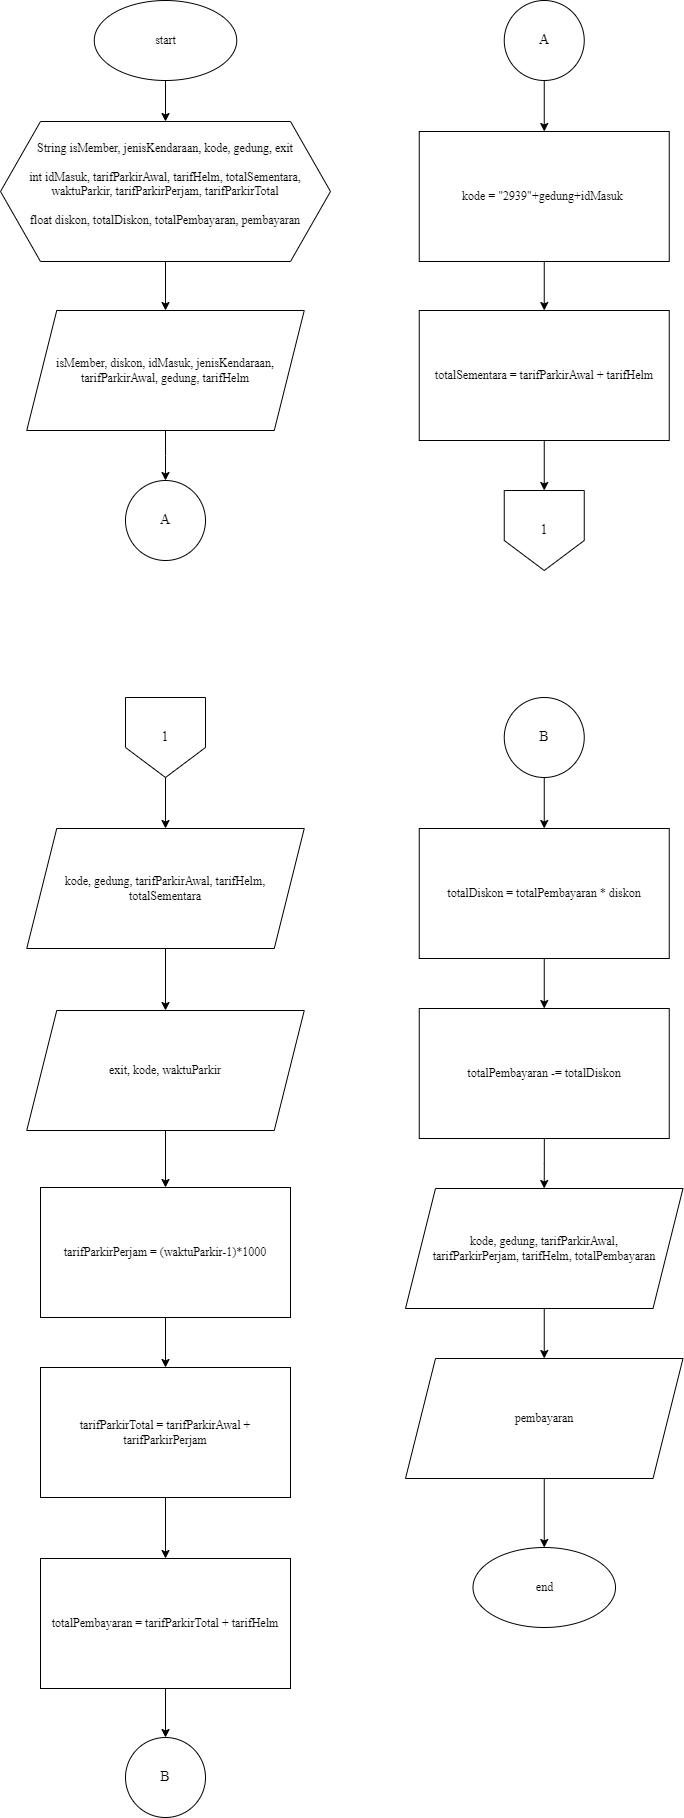 start
String isMember, jenisKendaraan, kode, gedung, exit
int idMasuk, tarifParkirAwal, tarifHelm, totalSementara,
waktuParkir, tarifParkirPerjam, tarifParkirTotal
float diskon, totalDiskon, totalPembayaran, pembayaran
isMember, diskon, idMasuk, jenisKendaraan,
tarifParkirAwal, gedung, tarifHelm
A
A
kode = "2939"+gedung+idMasuk
totalSementara = tarifParkirAwal + tarifHelm
1
1
kode, gedung, tarifParkirAwal, tarifHelm,
totalSementara
exit, kode, waktuParkir
tarifParkirPerjam = (waktuParkir-1)*1000
tarifParkirTotal = tarifParkirAwal +
tarifParkirPerjam
totalPembayaran = tarifParkirTotal + tarifHelm
B
B
totalDiskon = totalPembayaran * diskon
totalPembayaran -= totalDiskon
kode, gedung, tarifParkirAwal,
tarifParkirPerjam, tarifHelm, totalPembayaran
pembayaran
end